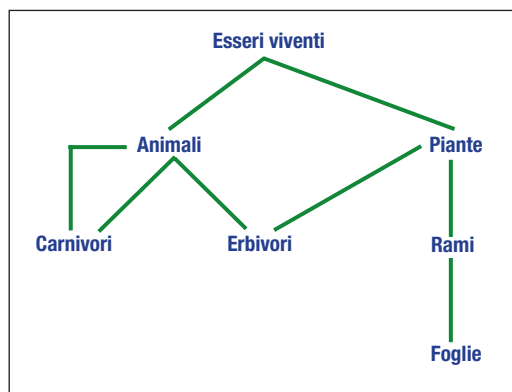 Esseri viventi
Animali
Piante
Carnivori
Erbivori
Rami
Foglie